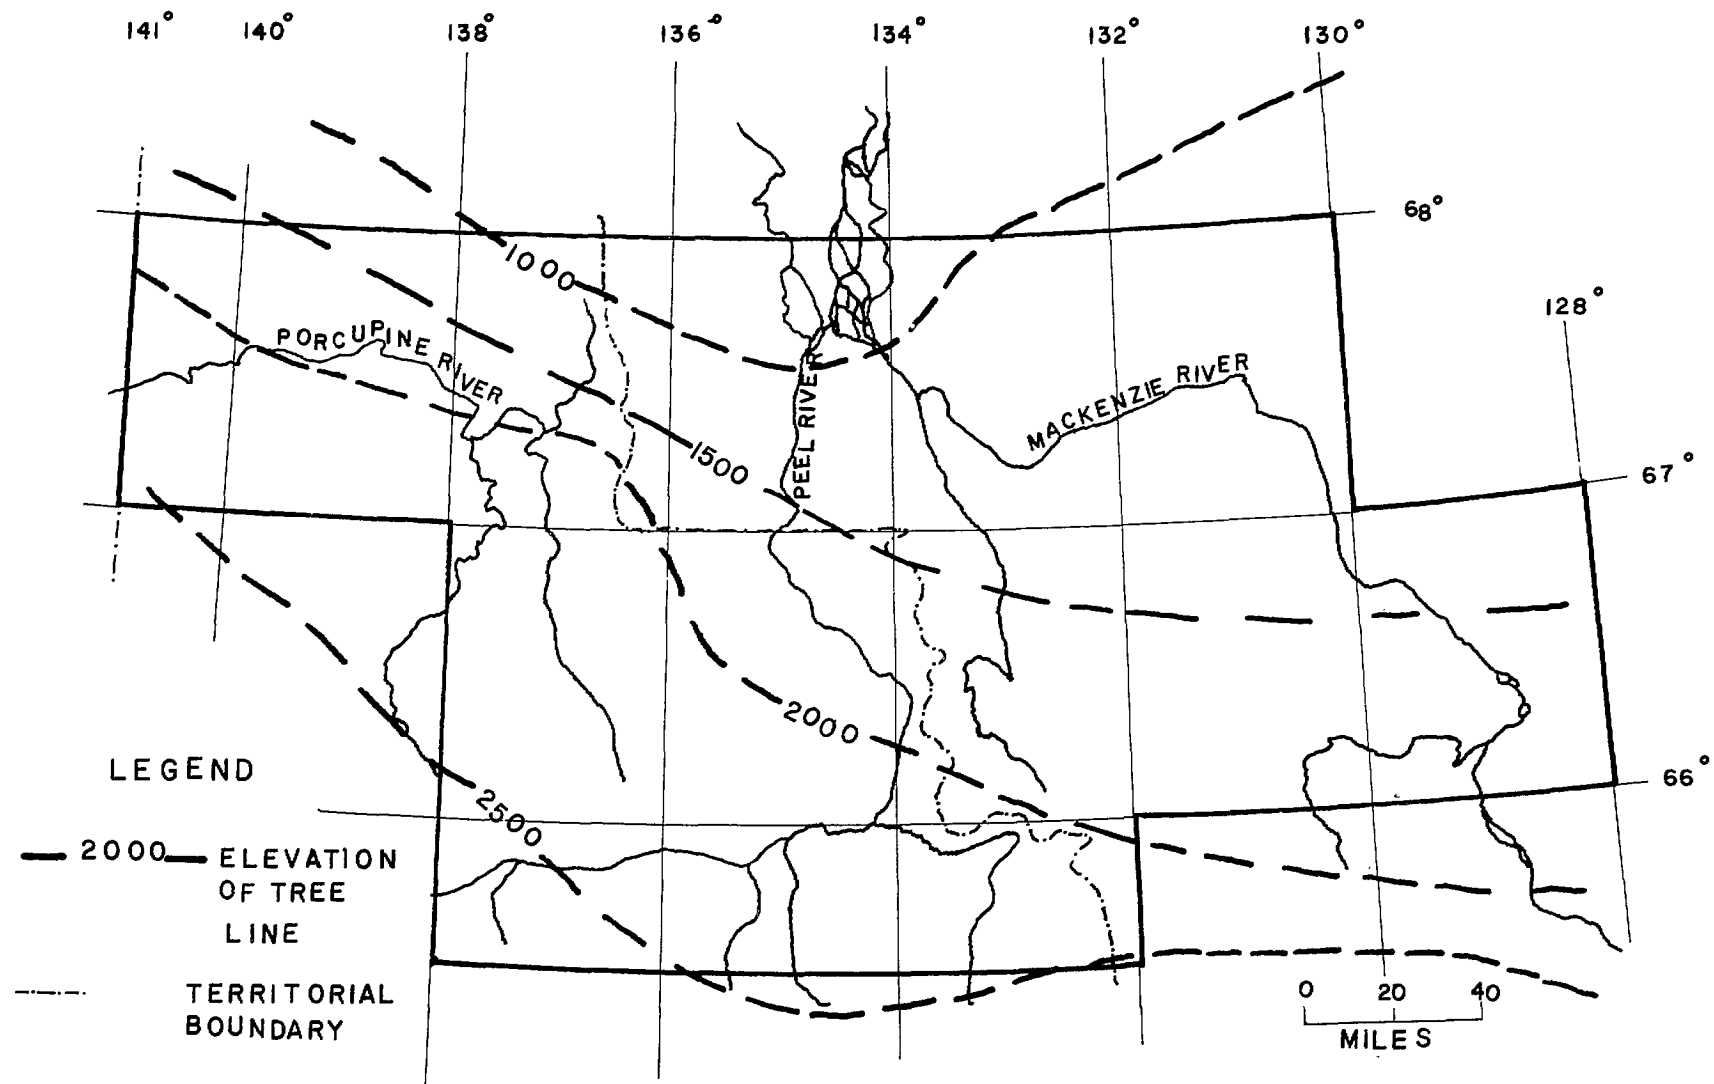 141° 140° 138° 136° 134° 132° 130°
68°
1000
128°
PORCUPINE RIVER
PEEL RIVER
MACKENZIE RIVER
1500
67°
2000
66°
2500
LEGEND
2000 ELEVATION
OF TREE
LINE
TERRITORIAL
BOUNDARY
0 20 40
MILES